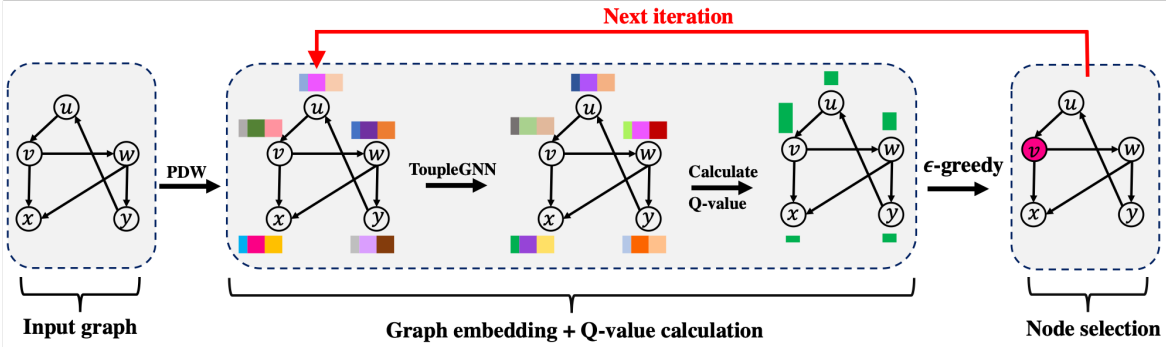 Next iteration
u
v
w
x
y
PDW
u
v
w
x
y
ToupleGNN
u
v
w
x
y
Calculate
Q-value
u
v
w
x
y
ϵ-greedy
u
v
w
x
y
Input graph
Graph embedding + Q-value calculation
Node selection